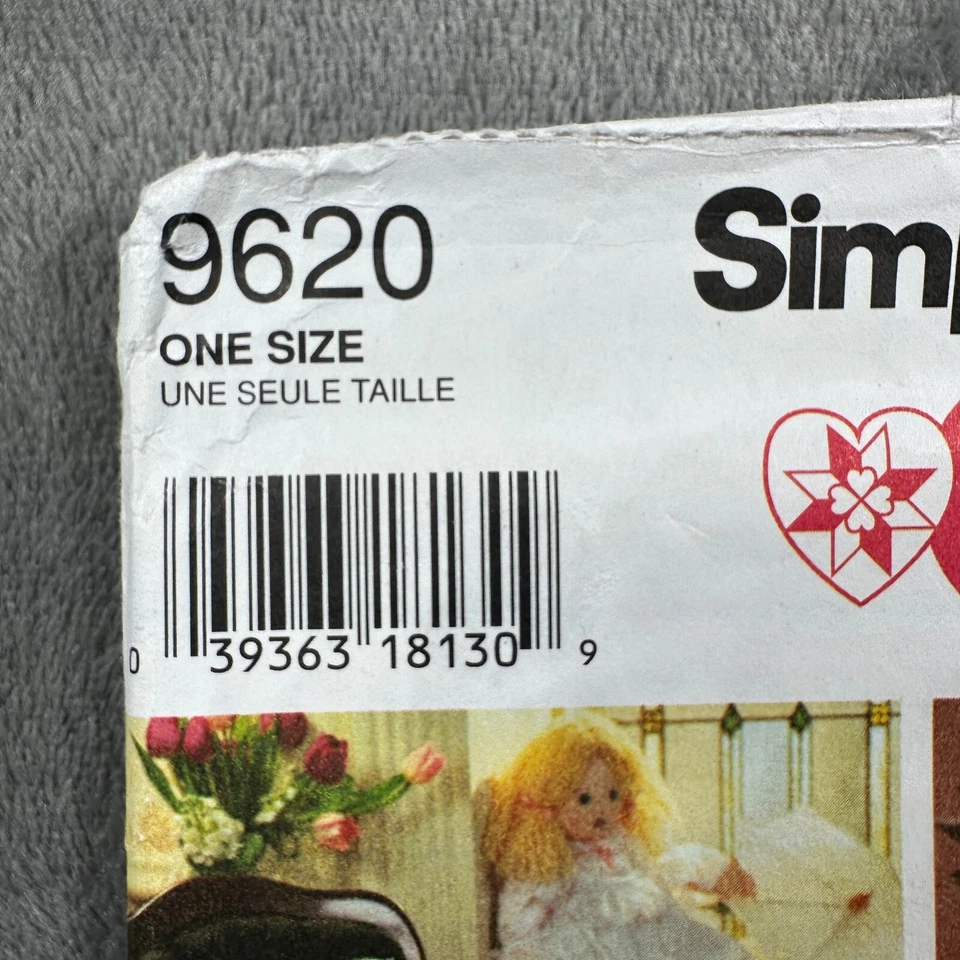 9620
Simp
ONE SIZE
UNE SEULE TAILLE
0 39363 18130 9